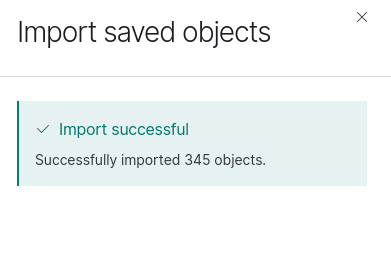 Import saved objects
Import successful
Successfully imported 345 objects.